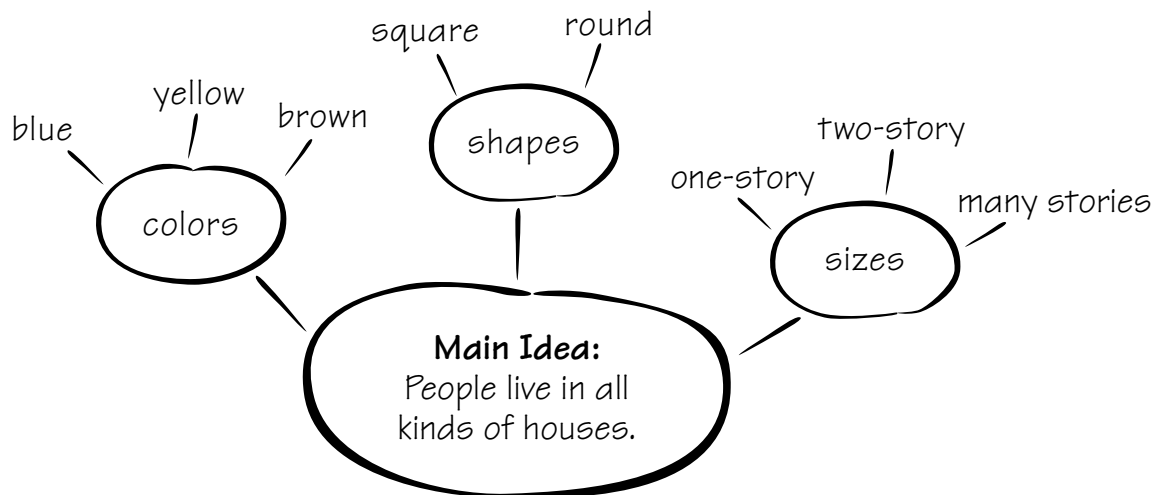 square
round
yellow
blue
brown
shapes
two-story
one-story
many stories
colors
sizes
Main Idea:
People live in all
kinds of houses.